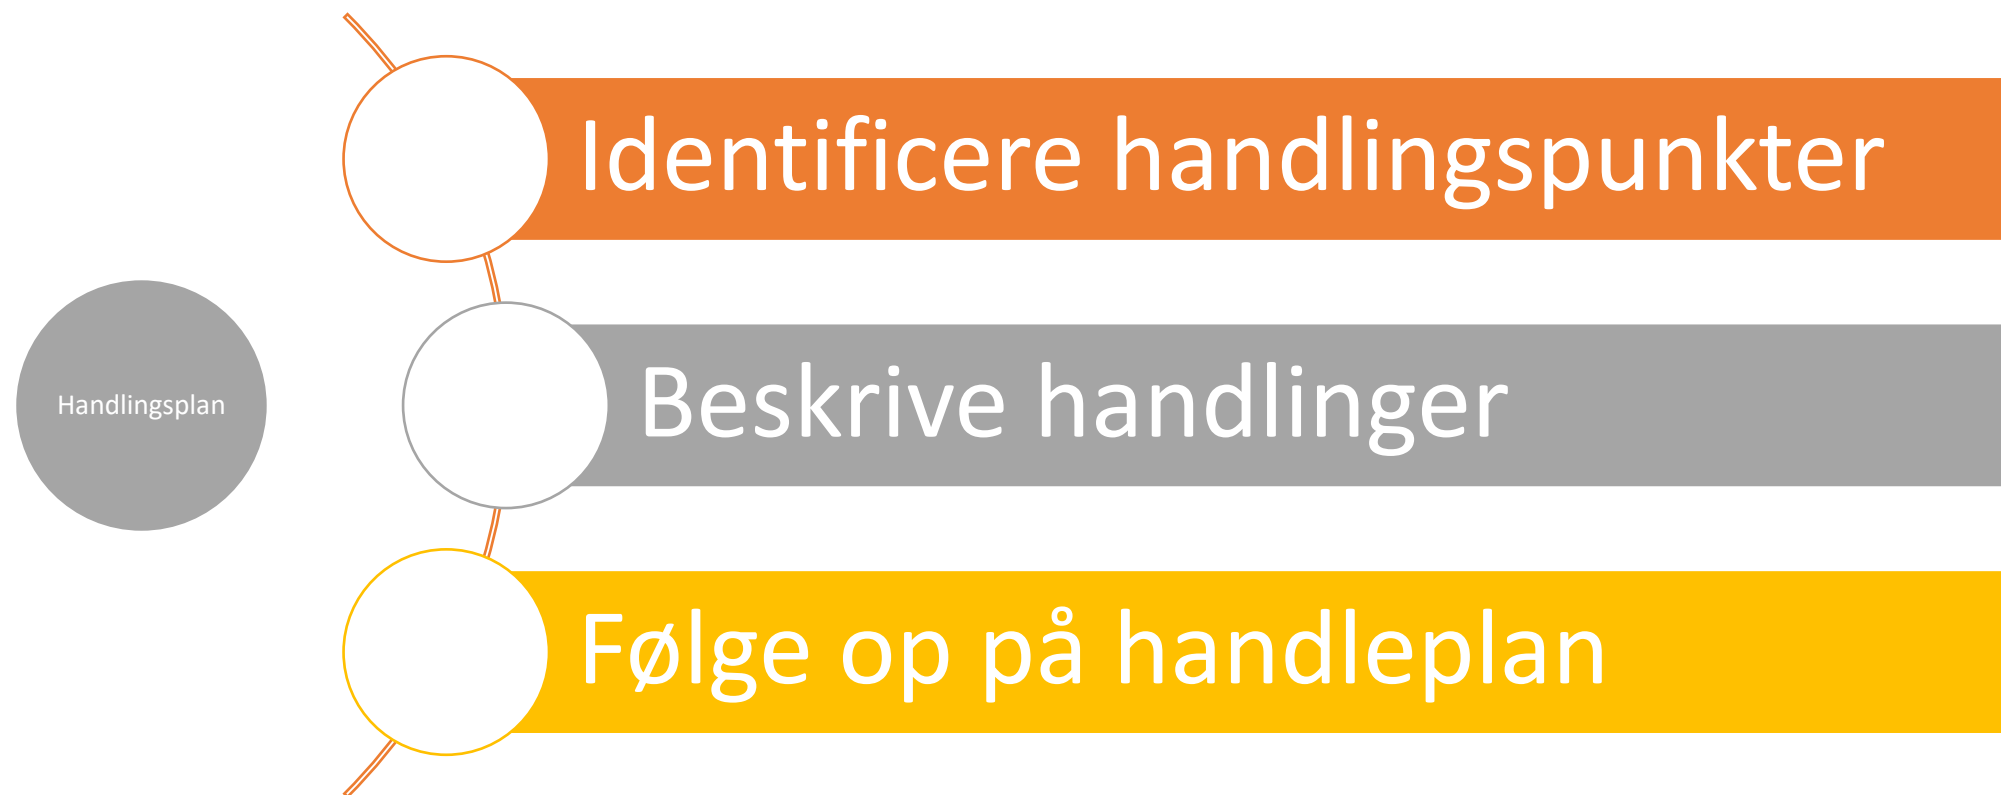 Handlingsplan
Identificere handlingspunkter
Beskrive handlinger
Følge op på handleplan